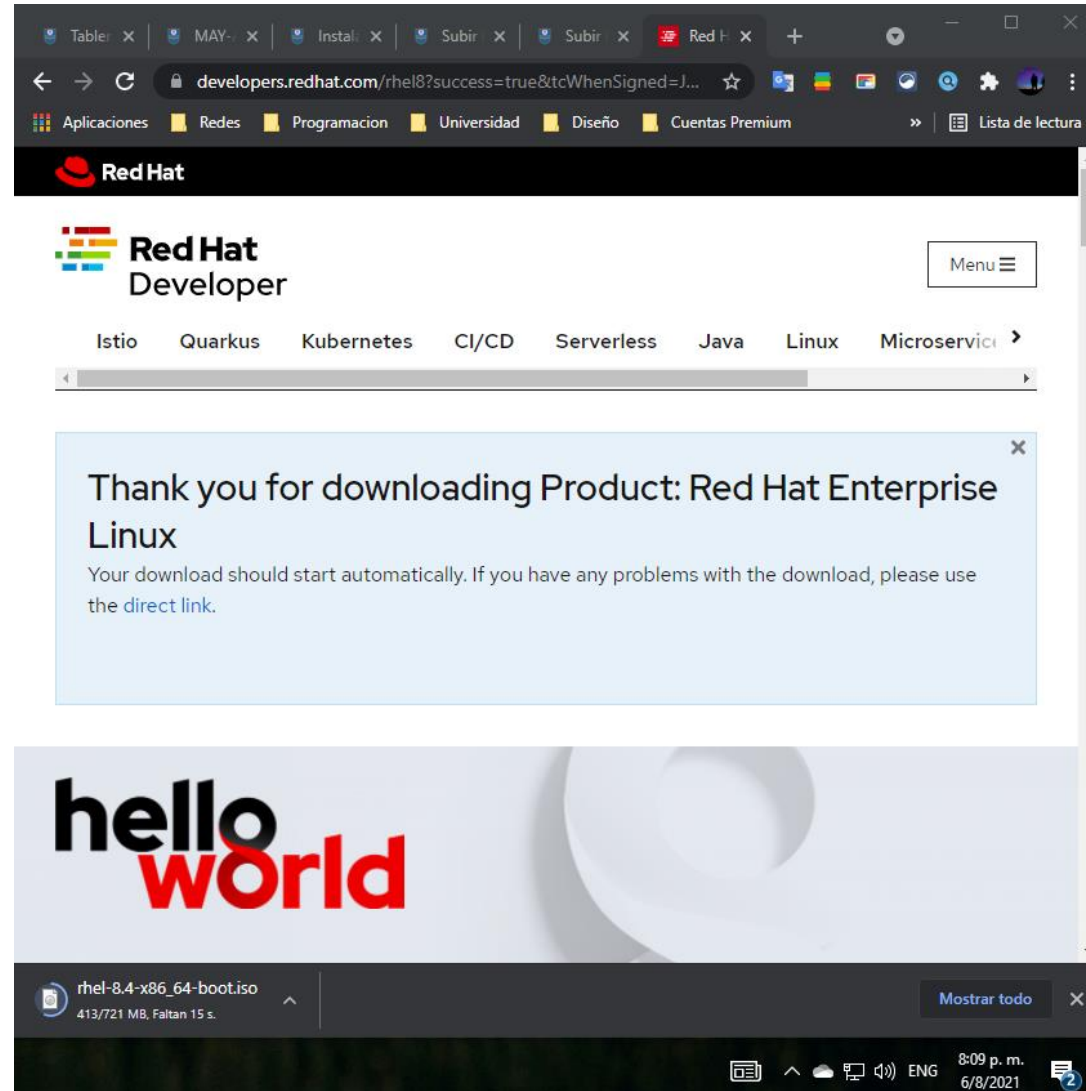 Tabler
MAY-
Instala
Subir
Subir
Red H
developers.redhat.com/rhel8?success=true&tcWhenSigned=J...
Aplicaciones
Redes
Programacion
Universidad
Diseño
Cuentas Premium
»
Lista de lectura
Red Hat
Red Hat
Developer
Menu
Istio
Quarkus
Kubernetes
CI/CD
Serverless
Java
Linux
Microservic
Thank you for downloading Product: Red Hat Enterprise
Linux
Your download should start automatically. If you have any problems with the download, please use
the direct link.
hello
world
rhel-8.4-x86_64-boot.iso
413/721 MB, Faltan 15 s.
Mostrar todo
ENG
8:09 p. m.
6/8/2021
2